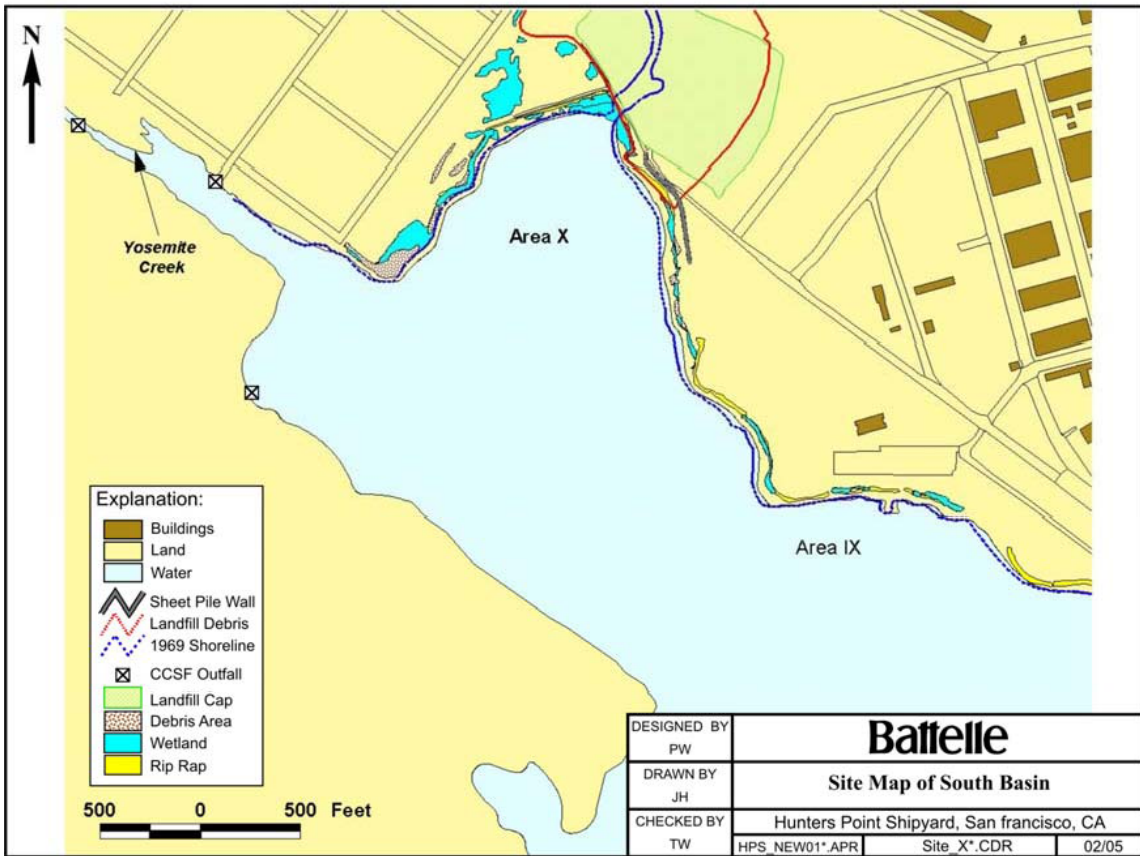 N
Yosemite
Creek
Area X
Area IX
Explanation:
Buildings
Land
Water
Sheet Pile Wall
Landfill Debris
1969 Shoreline
CCSF Outfall
Landfill Cap
Debris Area
Wetland
Rip Rap
500 0 500 Feet
DESIGNED BY
PW
DRAWN BY
JH
CHECKED BY
TW
Battelle
Site Map of South Basin
Hunters Point Shipyard, San francisco, CA
HPS_NEW01*.APR Site_X*.CDR 02/05